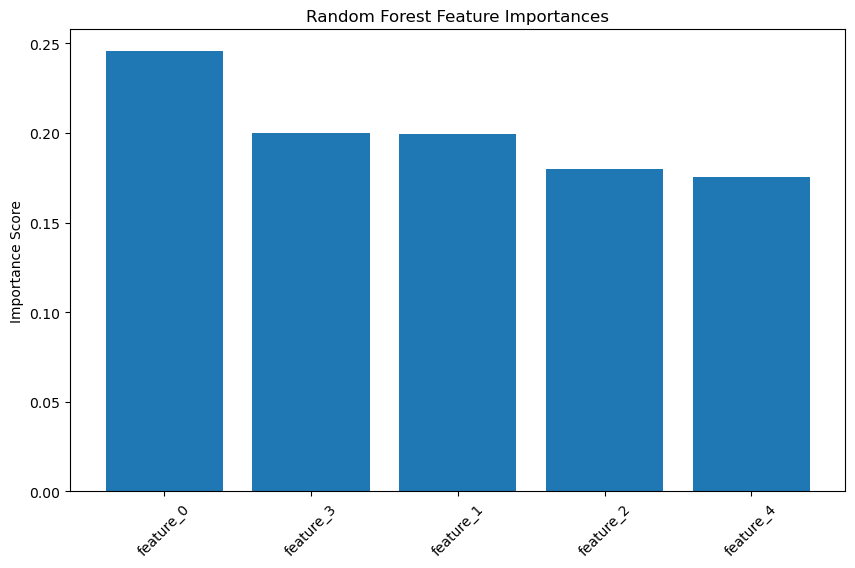 Random Forest Feature Importances
Importance Score
0.25
0.20
0.15
0.10
0.05
0.00
feature_0
feature_3
feature_1
feature_2
feature_4